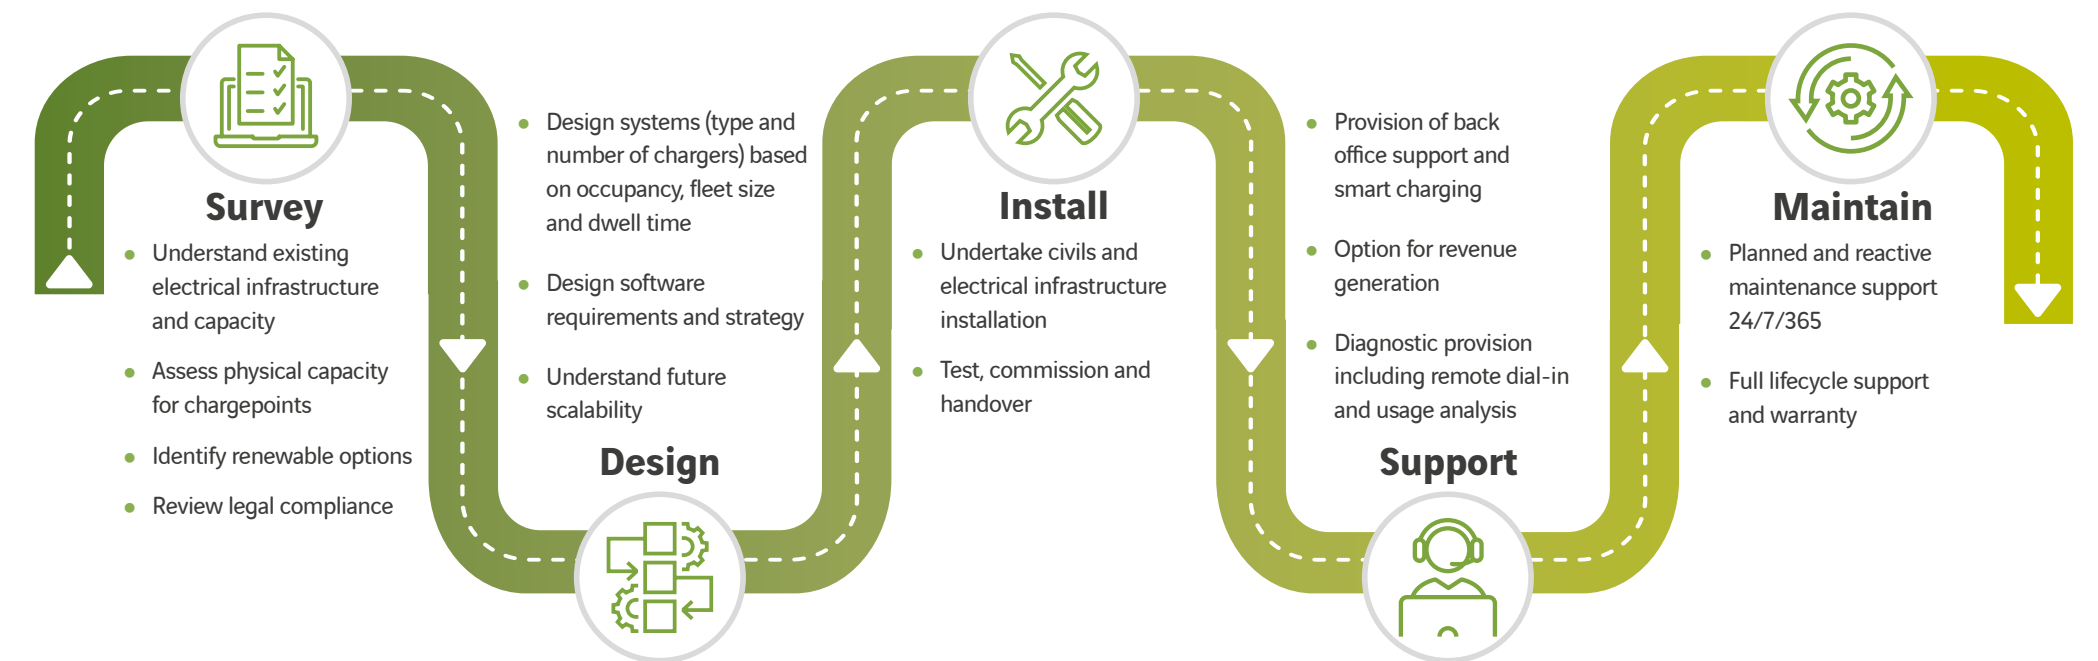 Survey
• Understand existing
electrical infrastructure
and capacity
• Assess physical capacity
for chargepoints
• Identify renewable options
• Review legal compliance
• Design systems (type and
number of chargers) based
on occupancy, fleet size
and dwell time
• Design software
requirements and strategy
• Understand future
scalability
Design
Install
• Undertake civils and
electrical infrastructure
installation
• Test, commission and
handover
• Provision of back
office support and
smart charging
• Option for revenue
generation
• Diagnostic provision
including remote dial-in
and usage analysis
Support
Maintain
• Planned and reactive
maintenance support
24/7/365
• Full lifecycle support
and warranty